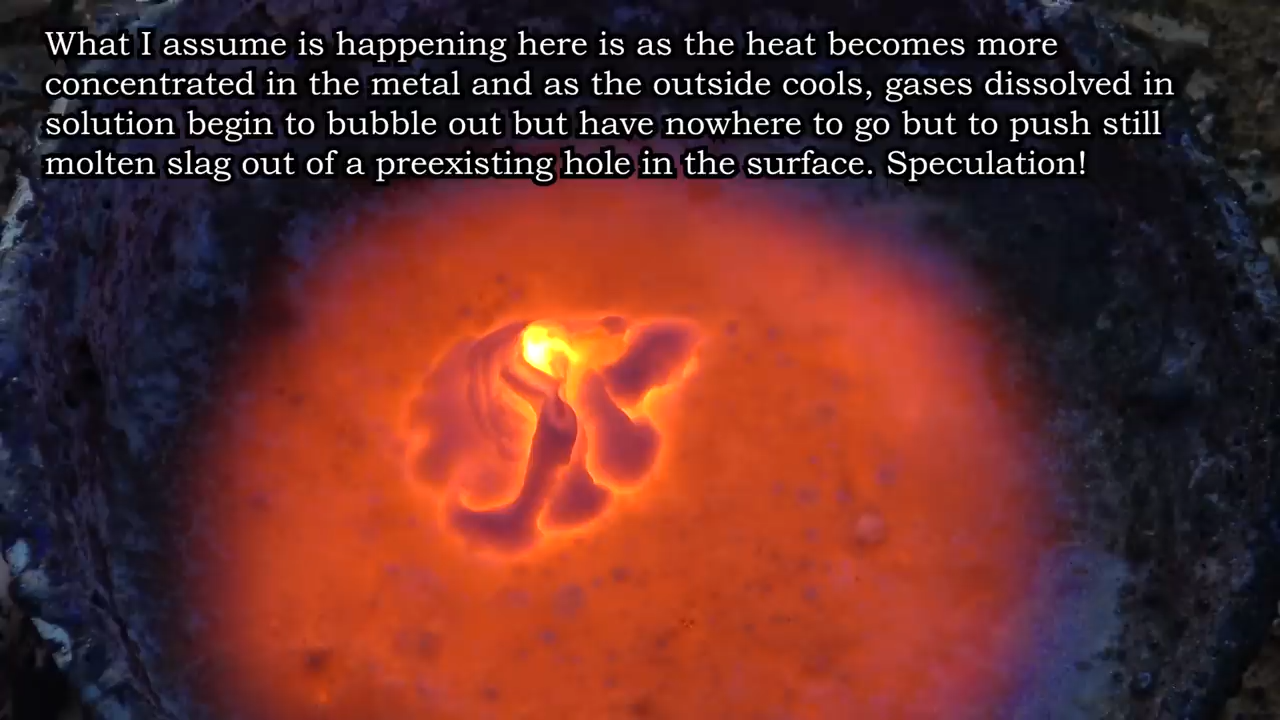 What I assume is happening here is as the heat becomes more
concentrated in the metal and as the outside cools, gases dissolved in
solution begin to bubble out but have nowhere to go but to push still
molten slag out of a preexisting hole in the surface. Speculation!